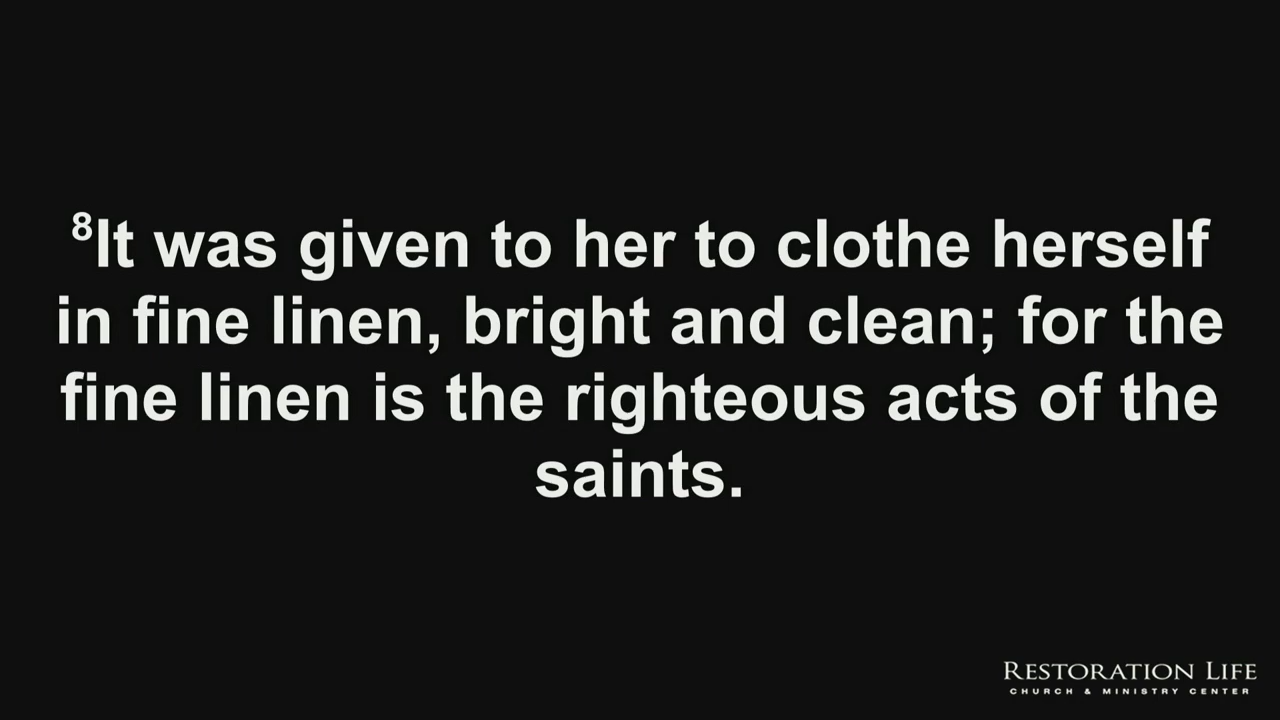 ⁸It was given to her to clothe herself
in fine linen, bright and clean; for the
fine linen is the righteous acts of the
saints.
RESTORATION LIFE
CHURCH & MINISTRY CENTER